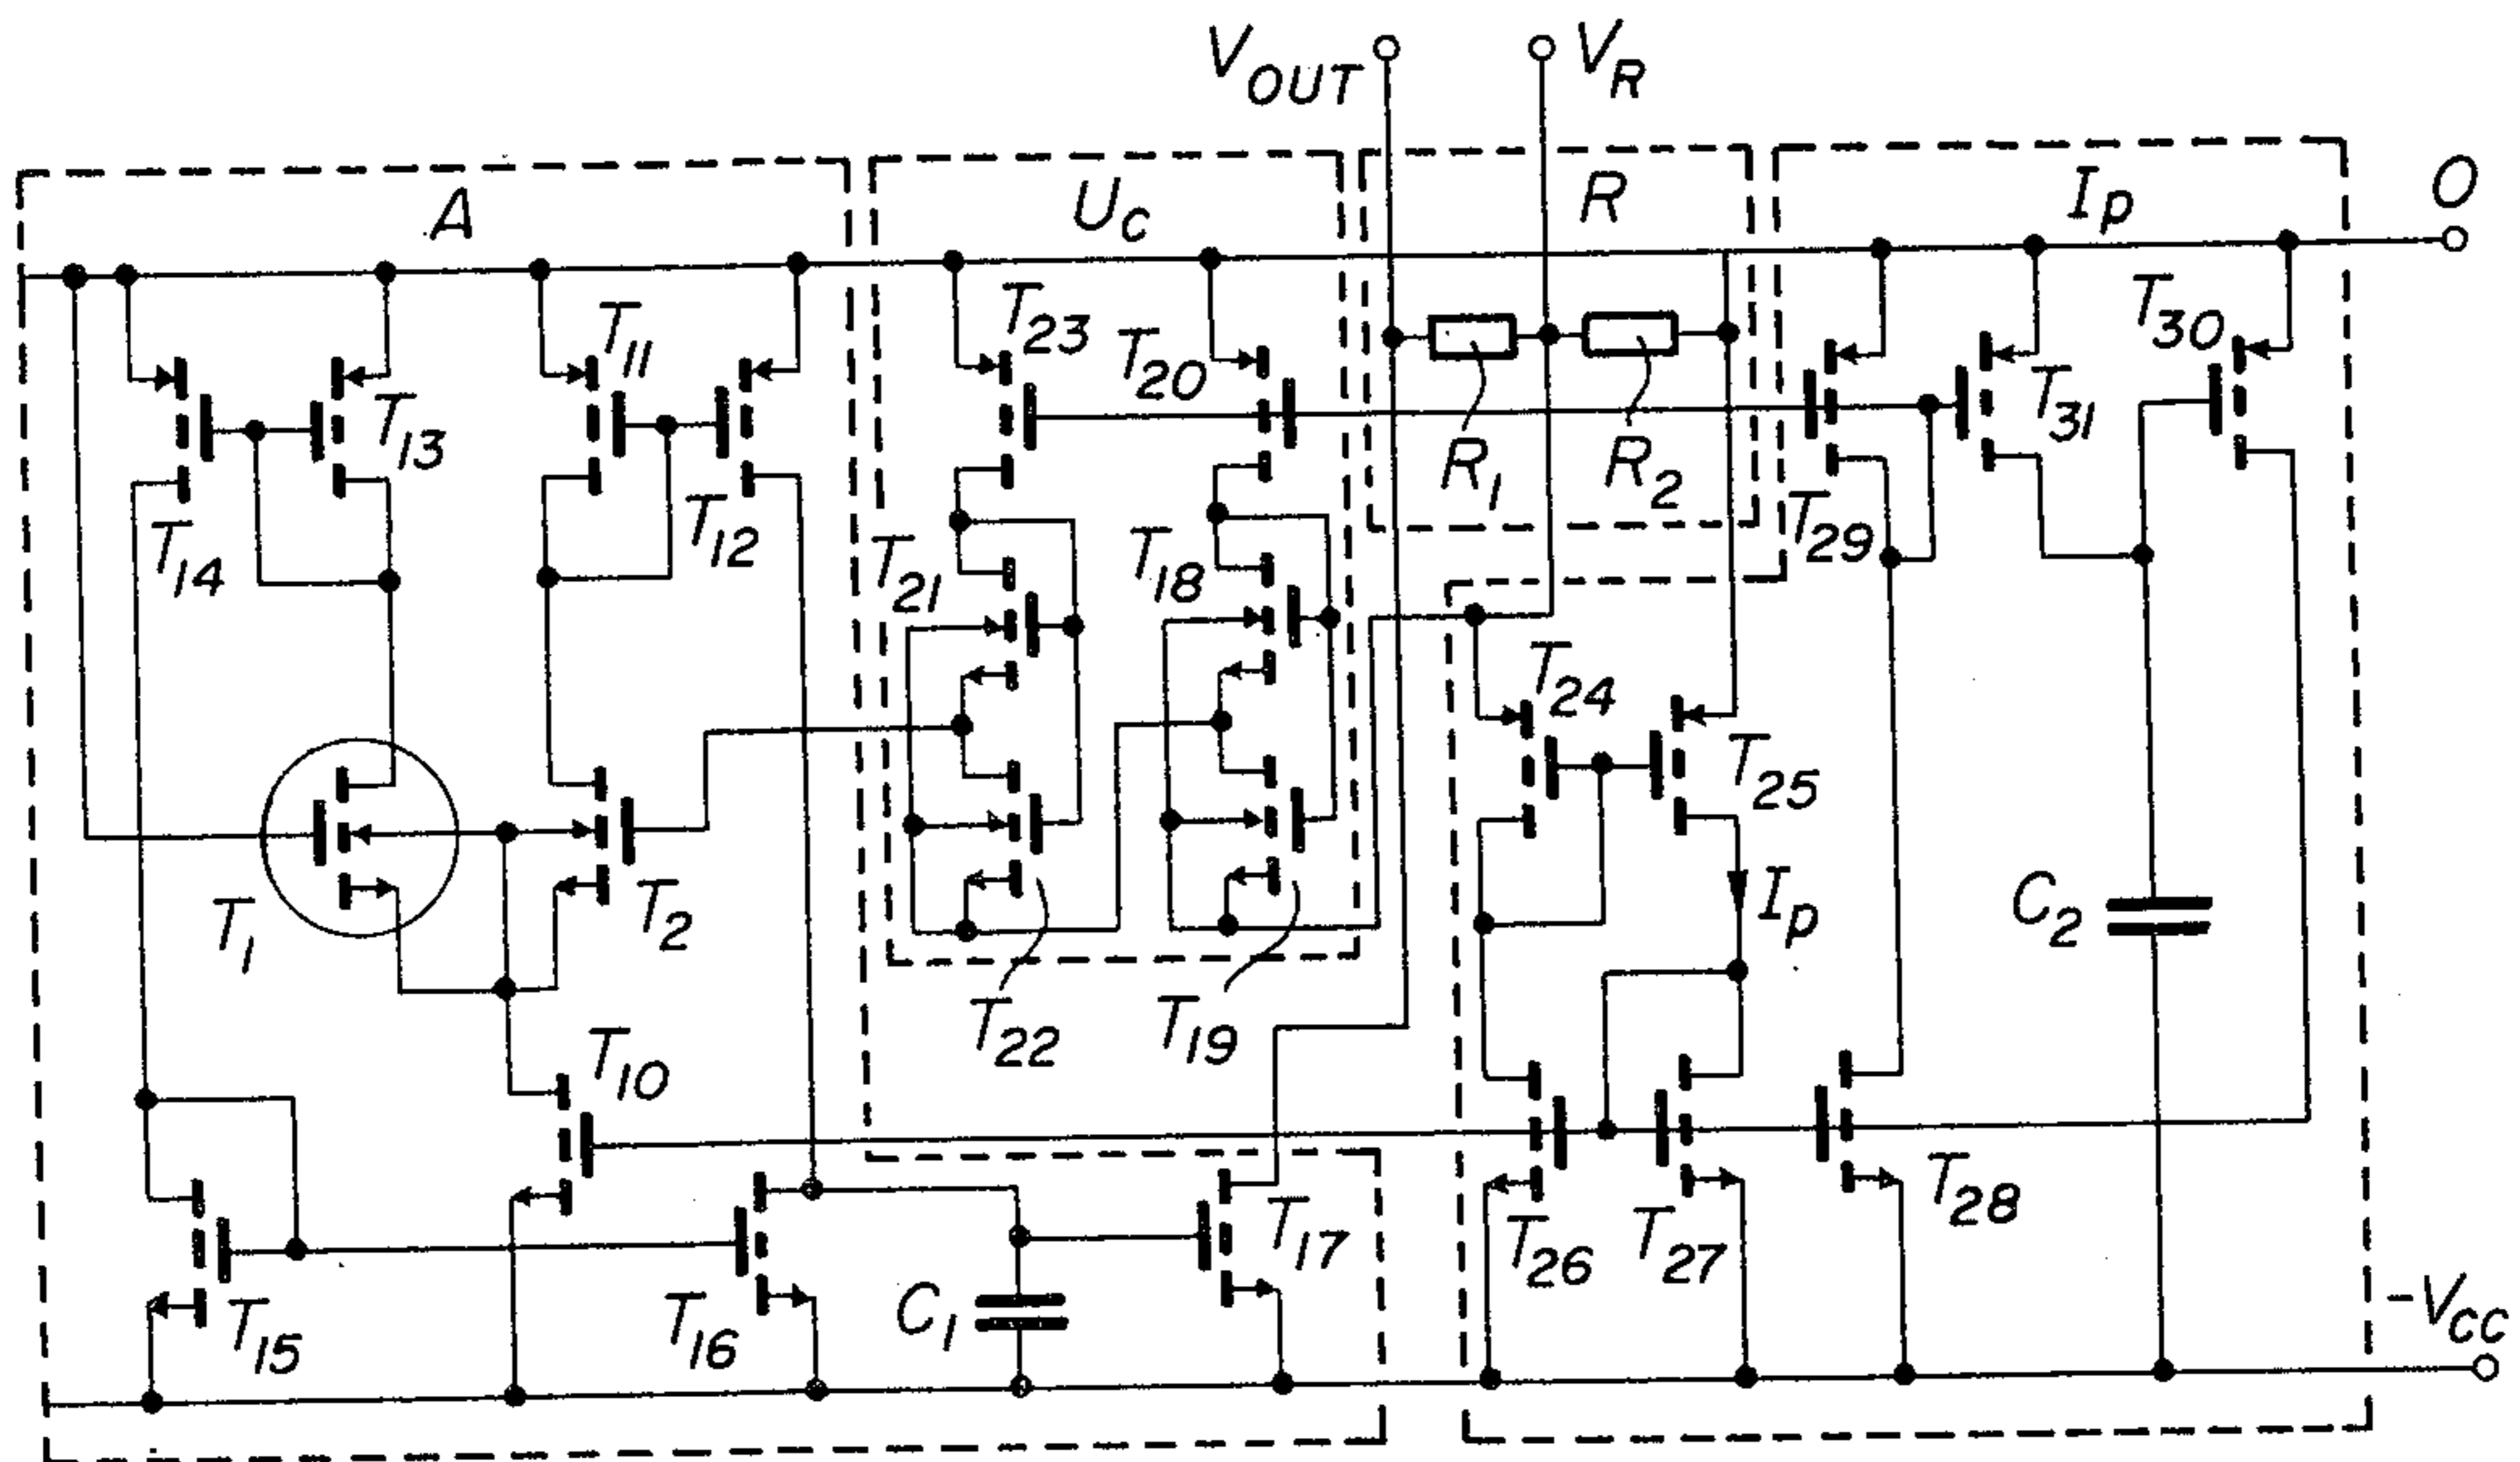 V_OUT
V_R
A
U_C
R
I_p
O
T_11
T_23
T_20
T_30
T_13
T_31
R_1
R_2
T_12
T_29
T_14
T_21
T_18
T_24
T_25
I_p
C_2
T_1
T_2
T_22
T_19
T_10
T_28
T_17
T_26
T_27
C_1
T_16
T_15
-V_CC